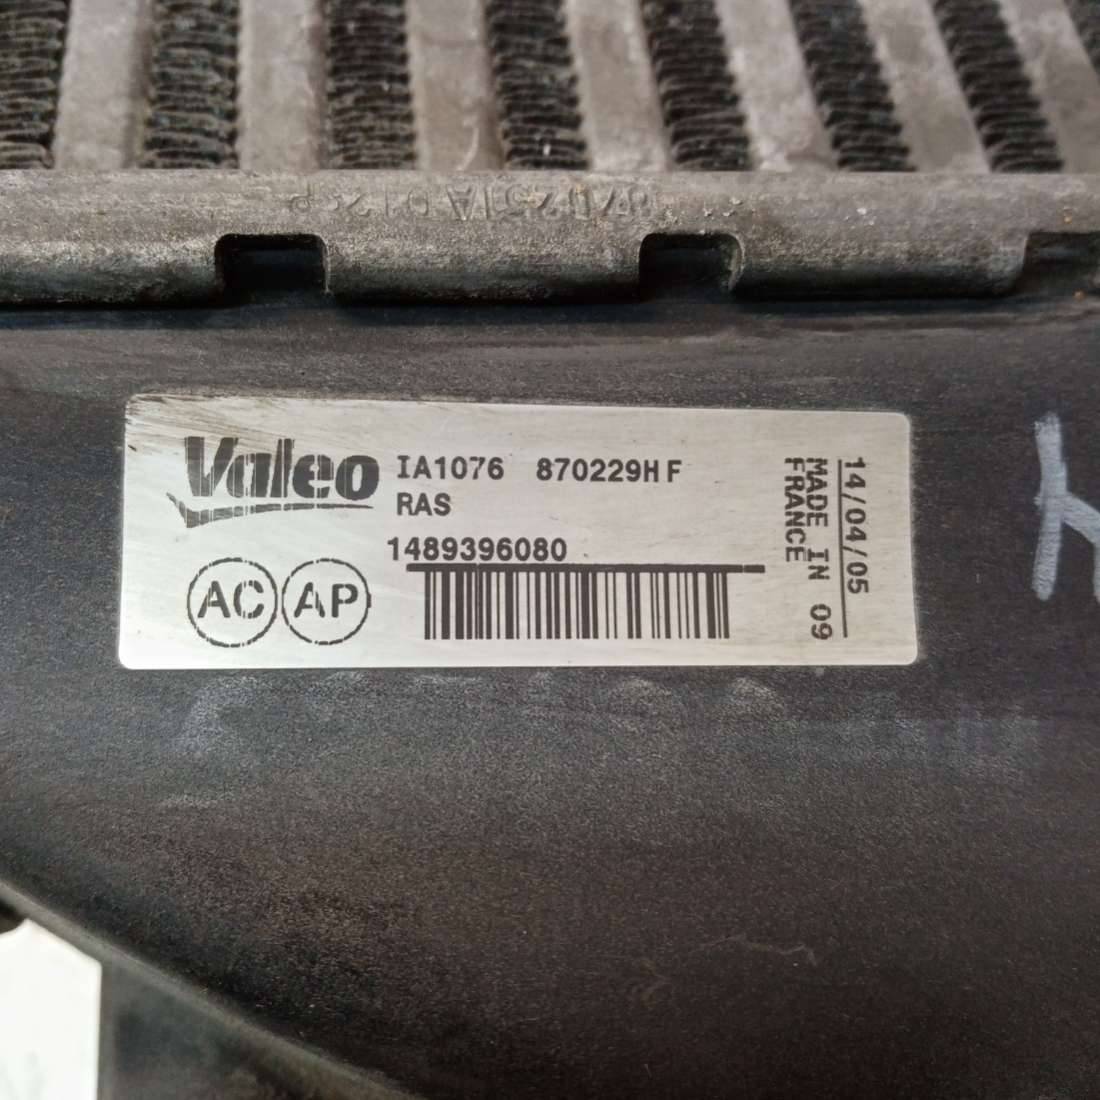 Valeo
IA1076 870229H F
RAS
1489396080
AC AP
14/04/05
MADE IN 09
FRANCE